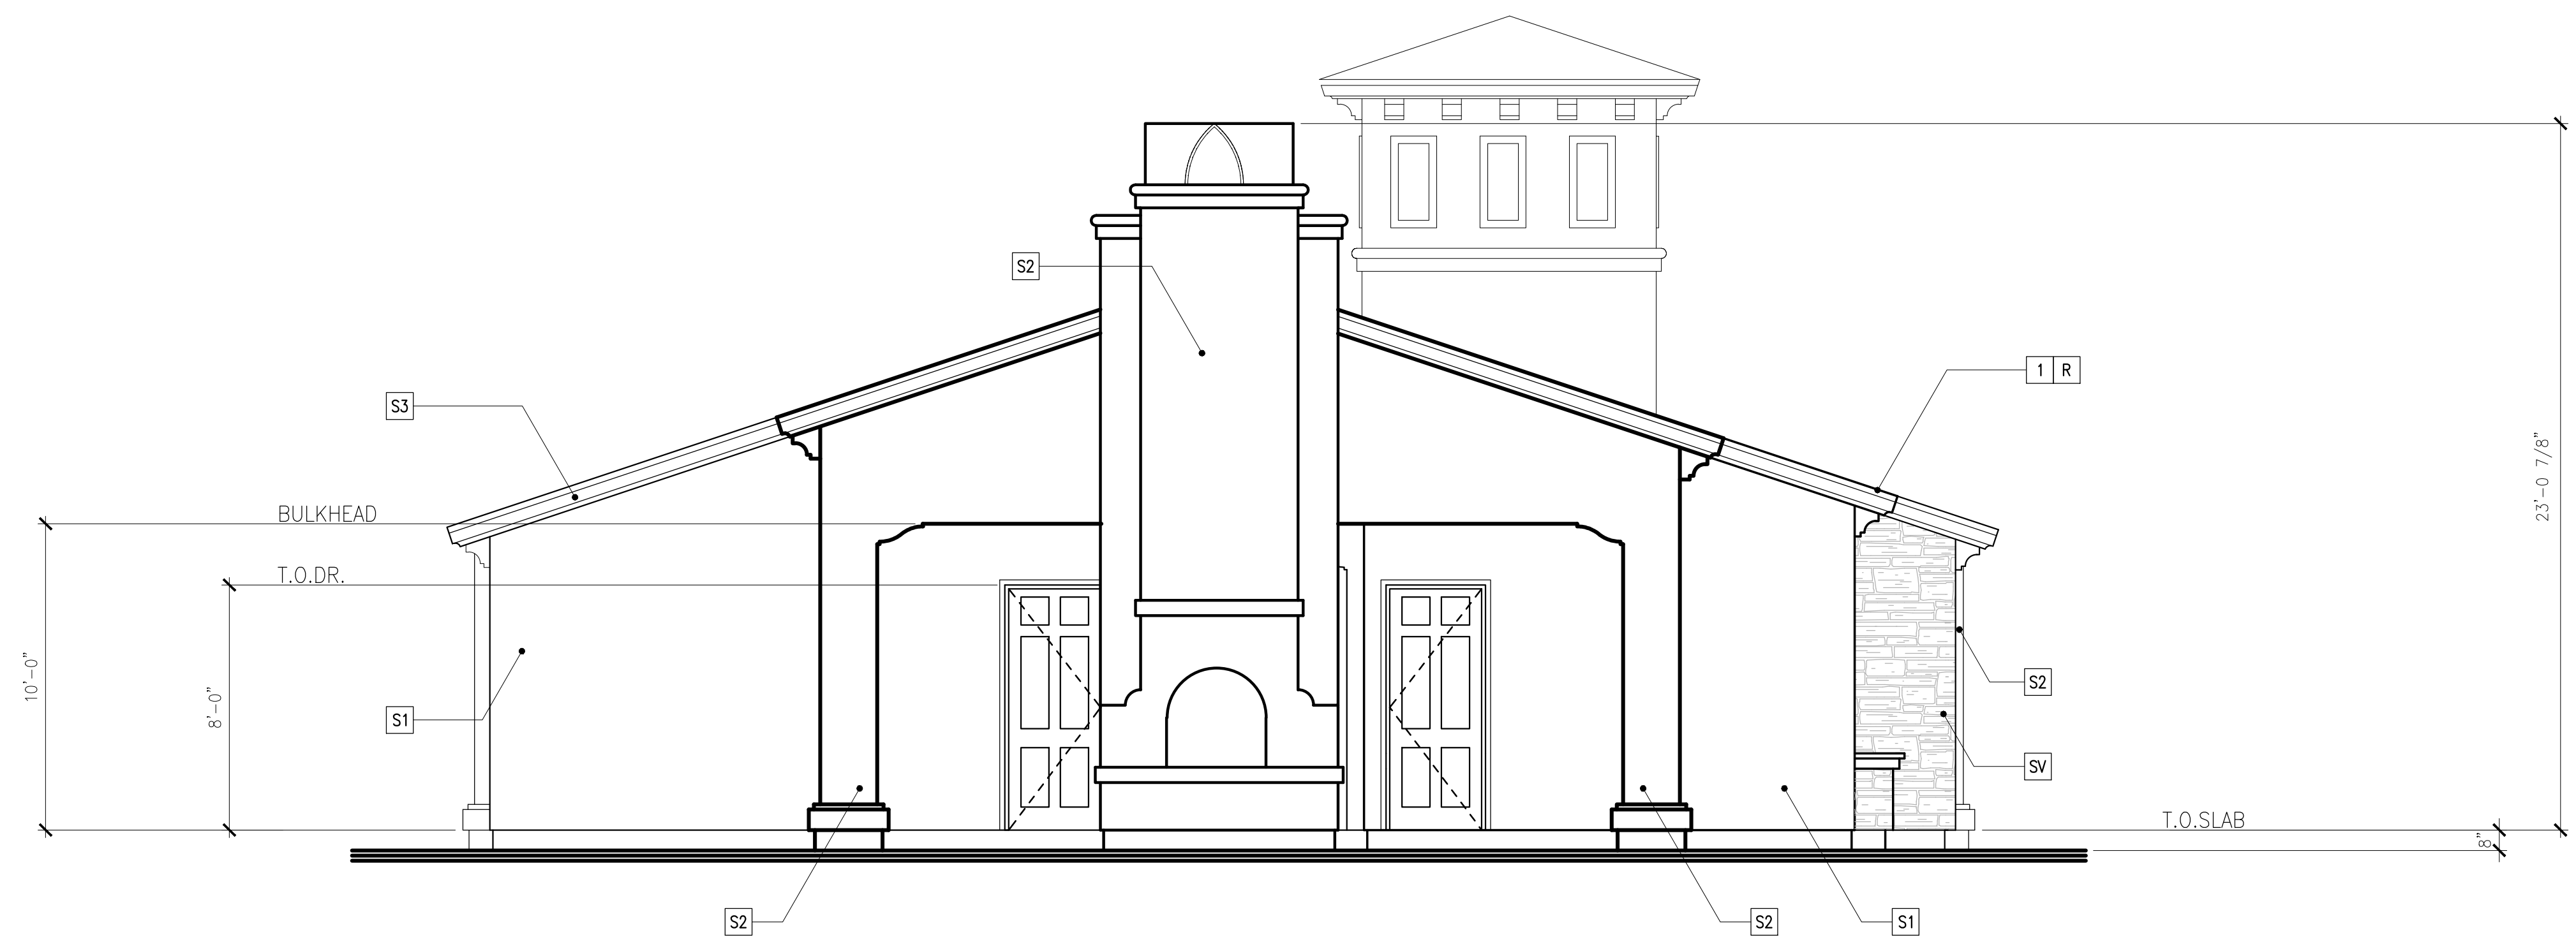 S2
1 R
S3
23'-0 7/8"
BULKHEAD
T.O.DR.
10'-0"
8'-0"
S1
S2
SV
T.O.SLAB
8"
S2
S2
S1